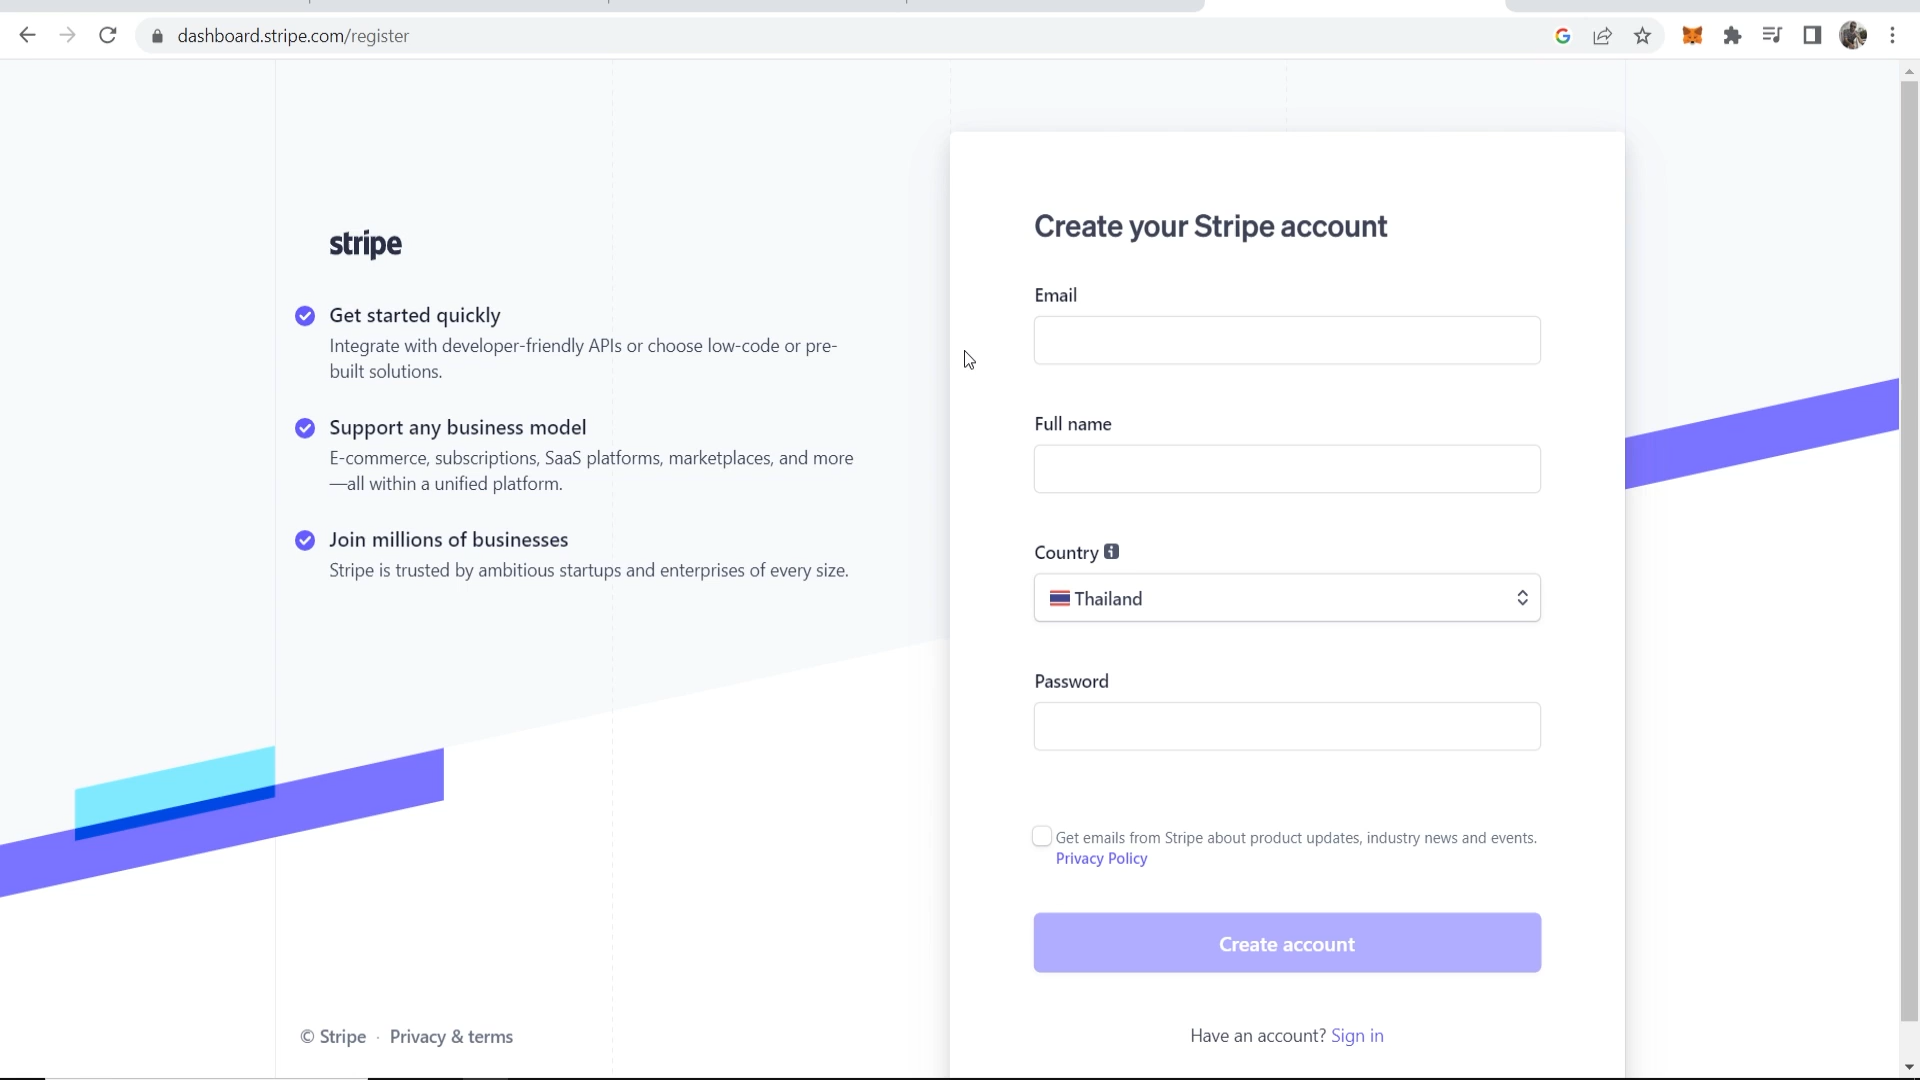 dashboard.stripe.com/register
stripe
Get started quickly
Integrate with developer-friendly APIs or choose low-code or pre-
built solutions.
Support any business model
E-commerce, subscriptions, SaaS platforms, marketplaces, and more
—all within a unified platform.
Join millions of businesses
Stripe is trusted by ambitious startups and enterprises of every size.
© Stripe · Privacy & terms
Create your Stripe account
Email
Full name
Country
Thailand
Password
Get emails from Stripe about product updates, industry news and events.
Privacy Policy
Create account
Have an account? Sign in